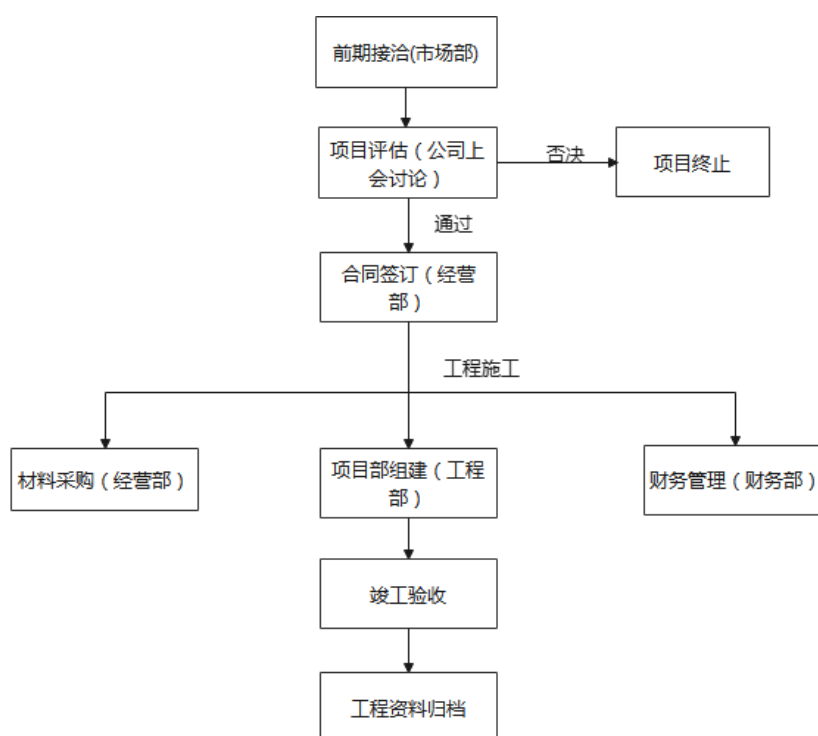 前期接洽(市场部)
项目评估（公司上
会讨论）
否决
项目终止
通过
合同签订（经营
部）
工程施工
材料采购（经营部）
项目部组建（工程
部）
财务管理（财务部）
竣工验收
工程资料归档